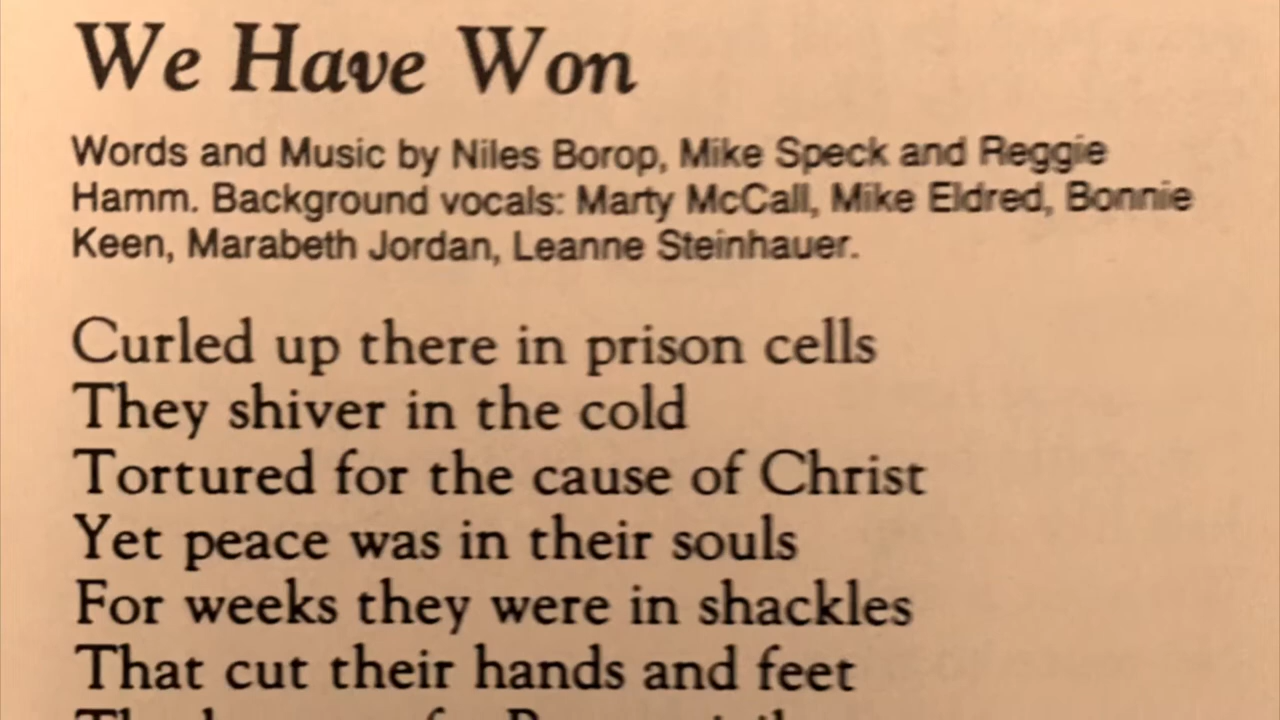 We Have Won
Words and Music by Niles Borop, Mike Speck and Reggie
Hamm. Background vocals: Marty McCall, Mike Eldred, Bonnie
Keen, Marabeth Jordan, Leanne Steinhauer.
Curled up there in prison cells
They shiver in the cold
Tortured for the cause of Christ
Yet peace was in their souls
For weeks they were in shackles
That cut their hands and feet